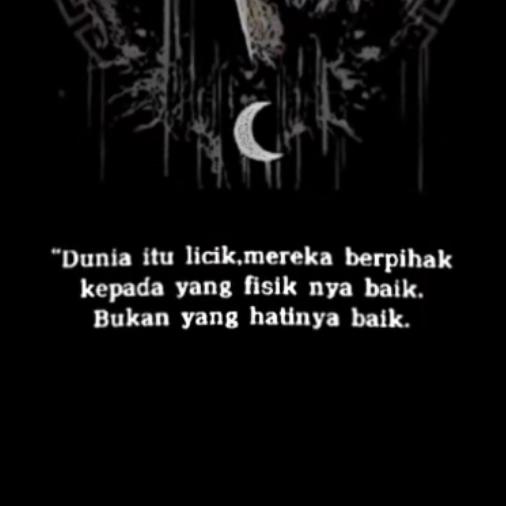 "Dunia itu licik,mereka berpihak
kepada yang fisik nya baik.
Bukan yang hatinya baik.